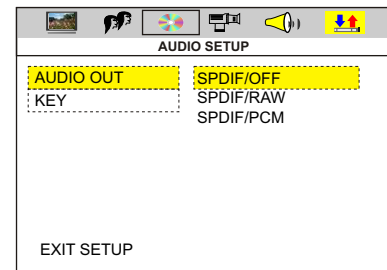 AUDIO SETUP
AUDIO OUT
KEY
SPDIF/OFF
SPDIF/RAW
SPDIF/PCM
EXIT SETUP